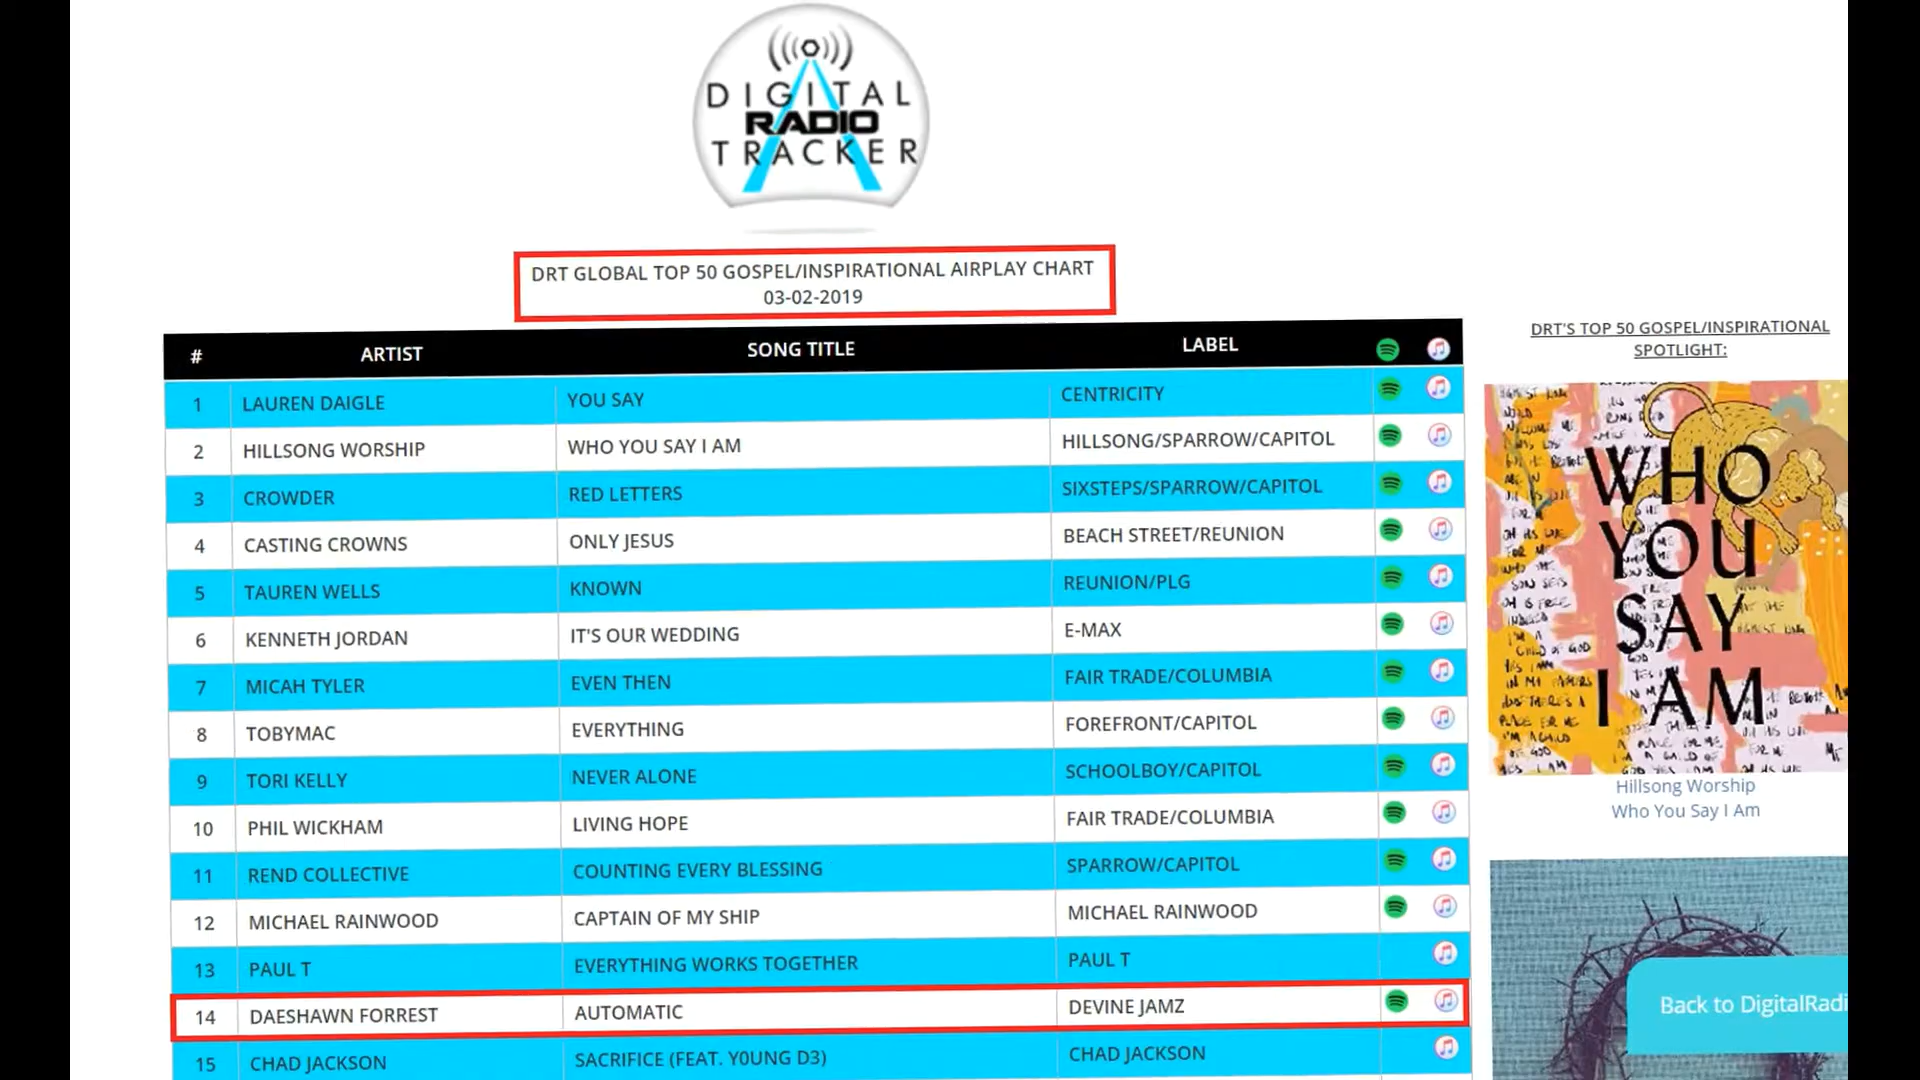 DIGITAL
RADIO
TRACKER
DRT GLOBAL TOP 50 GOSPEL/INSPIRATIONAL AIRPLAY CHART
03-02-2019
# ARTIST SONG TITLE LABEL
1 LAUREN DAIGLE YOU SAY CENTRICITY
2 HILLSONG WORSHIP WHO YOU SAY I AM HILLSONG/SPARROW/CAPITOL
3 CROWDER RED LETTERS SIXSTEPS/SPARROW/CAPITOL
4 CASTING CROWNS ONLY JESUS BEACH STREET/REUNION
5 TAUREN WELLS KNOWN REUNION/PLG
6 KENNETH JORDAN IT'S OUR WEDDING E-MAX
7 MICAH TYLER EVEN THEN FAIR TRADE/COLUMBIA
8 TOBYMAC EVERYTHING FOREFRONT/CAPITOL
9 TORI KELLY NEVER ALONE SCHOOLBOY/CAPITOL
10 PHIL WICKHAM LIVING HOPE FAIR TRADE/COLUMBIA
11 REND COLLECTIVE COUNTING EVERY BLESSING SPARROW/CAPITOL
12 MICHAEL RAINWOOD CAPTAIN OF MY SHIP MICHAEL RAINWOOD
13 PAUL T EVERYTHING WORKS TOGETHER PAUL T
14 DAESHAWN FORREST AUTOMATIC DEVINE JAMZ
15 CHAD JACKSON SACRIFICE (FEAT. Y0UNG D3) CHAD JACKSON
DRT'S TOP 50 GOSPEL/INSPIRATIONAL
SPOTLIGHT:
WHO
YOU
SAY
I AM
Hillsong Worship
Who You Say I Am
Back to DigitalRadi